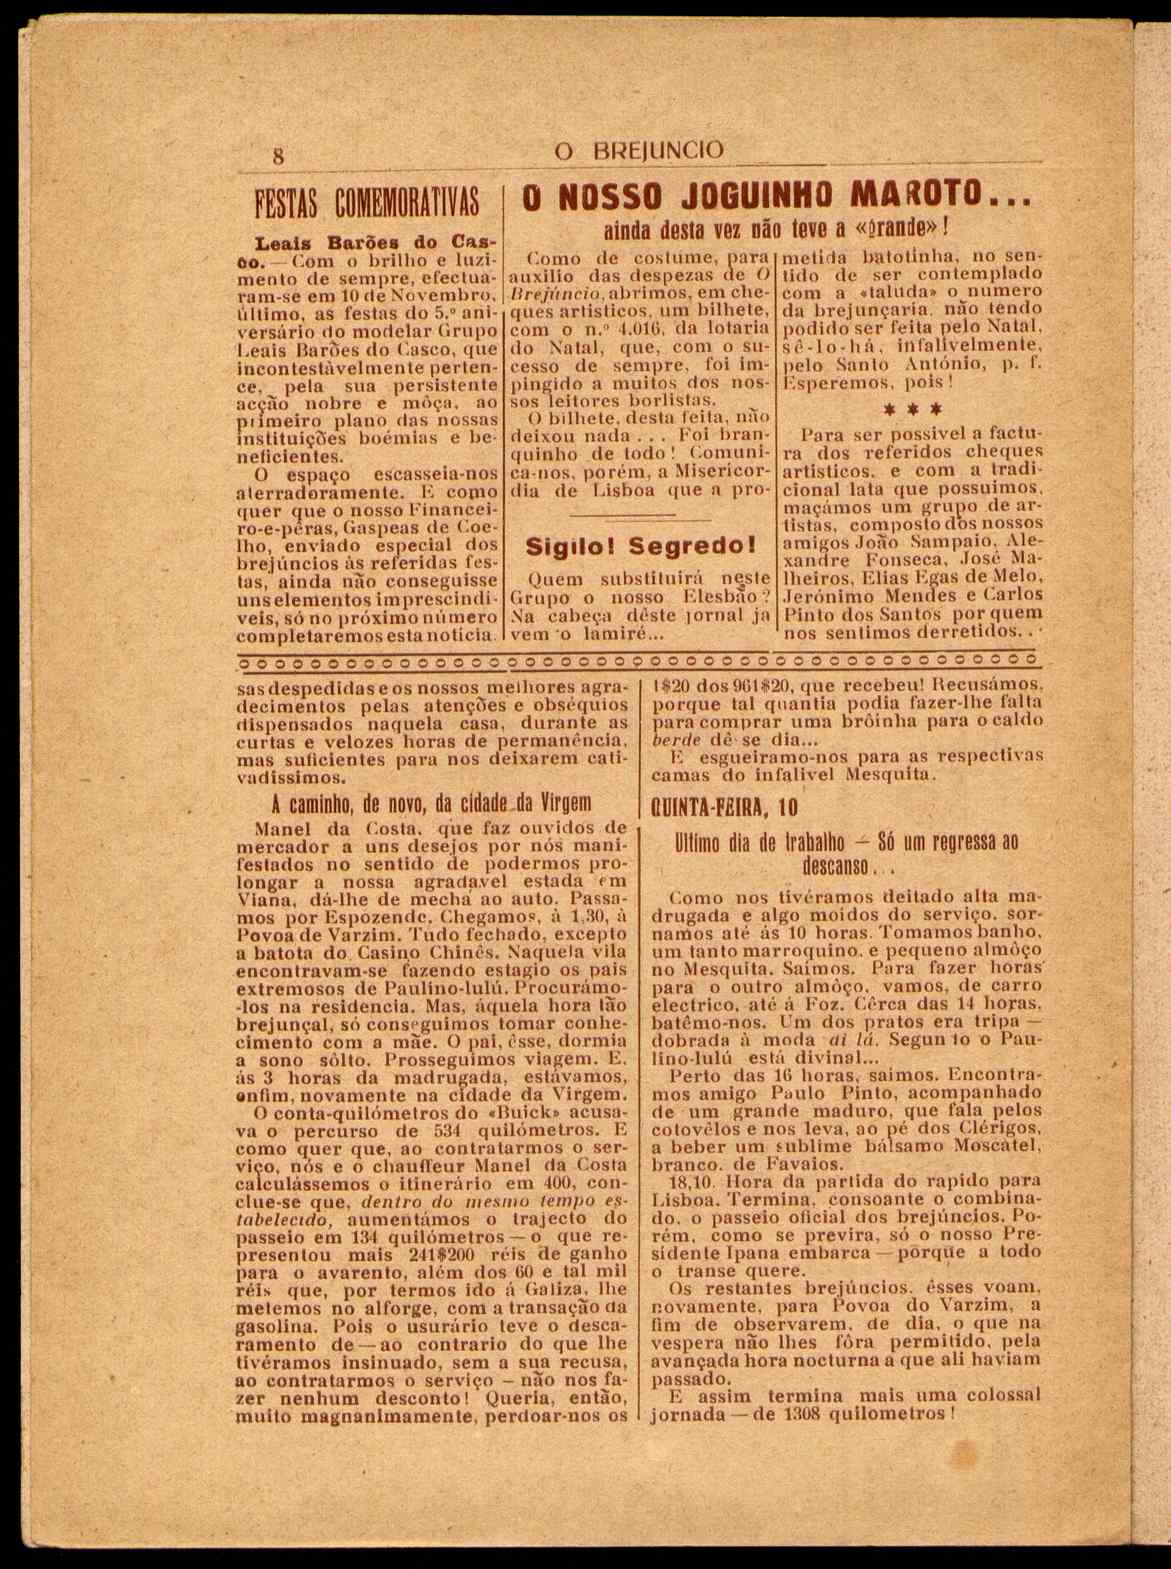 8
O BREJUNCIO
FESTAS COMEMORATIVAS
Leais Barões do Cas-
co. — Com o brilho e luzi-
mento de sempre, efectua-
ram-se em 10 de Novembro,
último, as festas do 5.º ani-
versário do modelar Grupo
Leais Barões do Casco, que
incontestàvelmente perten-
ce, pela sua persistente
acção nobre e môça, ao
primeiro plano das nossas
instituições boémias e be-
neficientes.
O espaço escasseia-nos
aterradoramente. E como
quer que o nosso Financei-
ro-e-pêras, Gaspeas de Coe-
lho, enviado especial dos
brejúncios às referidas fes-
tas, ainda não conseguisse
uns elementos imprescindi-
veis, só no próximo número
completaremos esta noticia.
O NOSSO JOGUINHO MAROTO...
ainda desta vez não teve a «grande»!
Como de costume, para
auxilio das despezas de O
Brejúncio, abrimos, em che-
ques artisticos, um bilhete,
com o n.º 4.016, da lotaria
do Natal, que, com o su-
cesso de sempre, foi im-
pingido a muitos dos nos-
sos leitores borlistas.
O bilhete, desta feita, não
deixou nada... Foi bran-
quinho de todo! Comuni-
ca-nos, porém, a Misericor-
dia de Lisboa que a pro-
metida batotinha, no sen-
tido de ser contemplado
com a «taluda» o numero
da brejunçaria, não tendo
podido ser feita pelo Natal,
sê-lo-há, infalivelmente,
pelo Santo António, p. f.
Esperemos, pois!
* * *
Para ser possivel a factu-
ra dos referidos cheques
artisticos, e com a tradi-
cional lata que possuimos,
maçámos um grupo de ar-
tistas, composto dos nossos
amigos João Sampaio, Ale-
xandre Fonseca, José Ma-
lheiros, Elias Egas de Melo,
Jerónimo Mendes e Carlos
Pinto dos Santos por quem
nos sentimos derretidos...
Sigilo! Segredo!
Quem substituirá neste
Grupo o nosso Elesbão?
Na cabeça dêste jornal ja
vem o lamiré...
sas despedidas e os nossos melhores agra-
decimentos pelas atenções e obséquios
dispensados naquela casa, durante as
curtas e velozes horas de permanência,
mas suficientes para nos deixarem cati-
vadissimos.
A caminho, de novo, da cidade da Virgem
Manel da Costa, que faz ouvidos de
mercador a uns desejos por nós mani-
festados no sentido de podermos pro-
longar a nossa agradavel estada em
Viana, dá-lhe de mecha ao auto. Passa-
mos por Espozende. Chegamos, à 1,30, à
Povoa de Varzim. Tudo fechado, excepto
a batota do Casino Chinês. Naquela vila
encontravam-se fazendo estagio os pais
extremosos de Paulino-lulú. Procurámo-
-los na residencia. Mas, áquela hora tão
brejunçal, só conseguimos tomar conhe-
cimento com a mãe. O pai, êsse, dormia
a sono sôlto. Prosseguimos viagem. E,
ás 3 horas da madrugada, estávamos,
enfim, novamente na cidade da Virgem.
O conta-quilómetros do «Buick» acusa-
va o percurso de 534 quilómetros. E
como quer que, ao contratarmos o ser-
viço, nós e o chauffeur Manel da Costa
calculássemos o itinerário em 400, con-
clue-se que, dentro do mesmo tempo es-
tabelecido, aumentámos o trajecto do
passeio em 134 quilómetros — o que re-
presentou mais 241$200 réis de ganho
para o avarento, além dos 60 e tal mil
réis que, por termos ido á Galiza, lhe
metemos no alforge, com a transação da
gasolina. Pois o usurário teve o desca-
ramento de — ao contrario do que lhe
tivéramos insinuado, sem a sua recusa,
ao contratarmos o serviço — não nos fa-
zer nenhum desconto! Queria, então,
muito magnanimamente, perdoar-nos os
1$20 dos 961$20, que recebeu! Recusámos,
porque tal quantia podia fazer-lhe falta
para comprar uma brôinha para o caldo
berde dê-se dia...
E esgueiramo-nos para as respectivas
camas do infalivel Mesquita.
QUINTA-FEIRA, 10
Ultimo dia de trabalho — Só um regressa ao
descanso...
Como nos tivéramos deitado alta ma-
drugada e algo moidos do serviço, sor-
namos até ás 10 horas. Tomamos banho,
um tanto marroquino, e pequeno almôço
no Mesquita. Saímos. Para fazer horas
para o outro almôço, vamos, de carro
electrico, até á Foz. Cêrca das 14 horas,
batêmo-nos. Um dos pratos era tripa —
dobrada à moda di lá. Segundo o Pau-
lino-lulú está divinal...
Perto das 16 horas, saimos. Encontra-
mos amigo Paulo Pinto, acompanhado
de um grande maduro, que fala pelos
cotovêlos e nos leva, ao pé dos Clérigos,
a beber um sublime bálsamo Moscatel,
branco, de Favaios.
18,10. Hora da partida do rapido para
Lisboa. Termina, consoante o combina-
do, o passeio oficial dos brejúncios. Po-
rém, como se previra, só o nosso Pre-
sidente Ipana embarca — porque a todo
o transe quere.
Os restantes brejúncios, êsses voam,
novamente, para Povoa do Varzim, a
fim de observarem, de dia, o que na
vespera não lhes fôra permitido, pela
avançada hora nocturna a que ali haviam
passado.
E assim termina mais uma colossal
jornada — de 1308 quilometros!